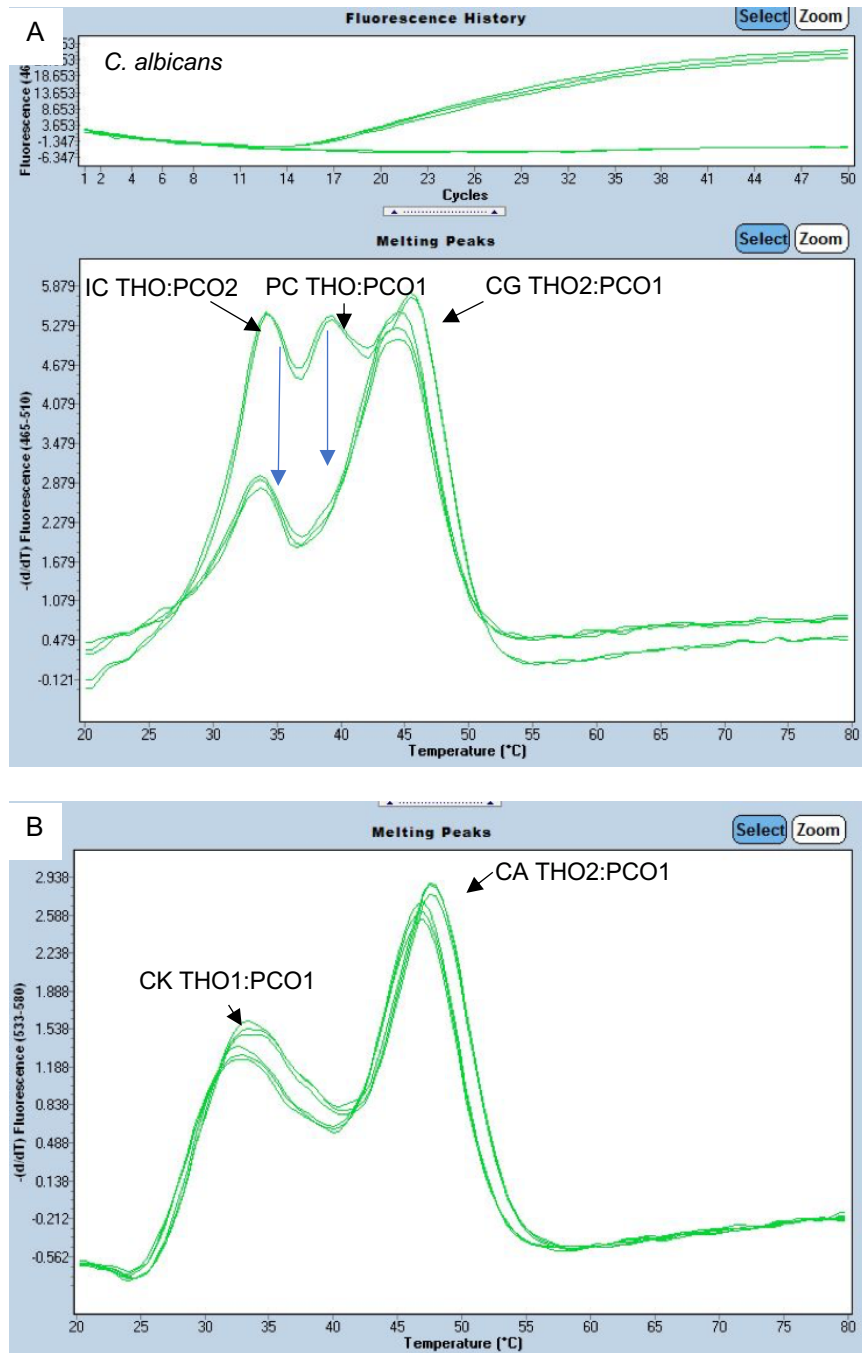 A
Fluorescence History
Select Zoom
C. albicans
18.653
13.653
8.653
3.653
-1.347
-6.347
1 2 4 6 8 11 14 17 20 23 26 29 32 35 38 41 44 47 50
Cycles
Melting Peaks
Select Zoom
IC THO:PCO2 PC THO:PCO1 CG THO2:PCO1
-(d/dT) Fluorescence (465-510)
5.879
5.279
4.679
4.079
3.479
2.879
2.279
1.679
1.079
0.479
-0.121
20 25 30 35 40 45 50 55 60 65 70 75 80
Temperature (°C)
B
Melting Peaks
Select Zoom
CA THO2:PCO1
CK THO1:PCO1
-(d/dT) Fluorescence (533-580)
2.938
2.588
2.238
1.888
1.538
1.188
0.838
0.488
0.138
-0.212
-0.562
20 25 30 35 40 45 50 55 60 65 70 75 80
Temperature (°C)